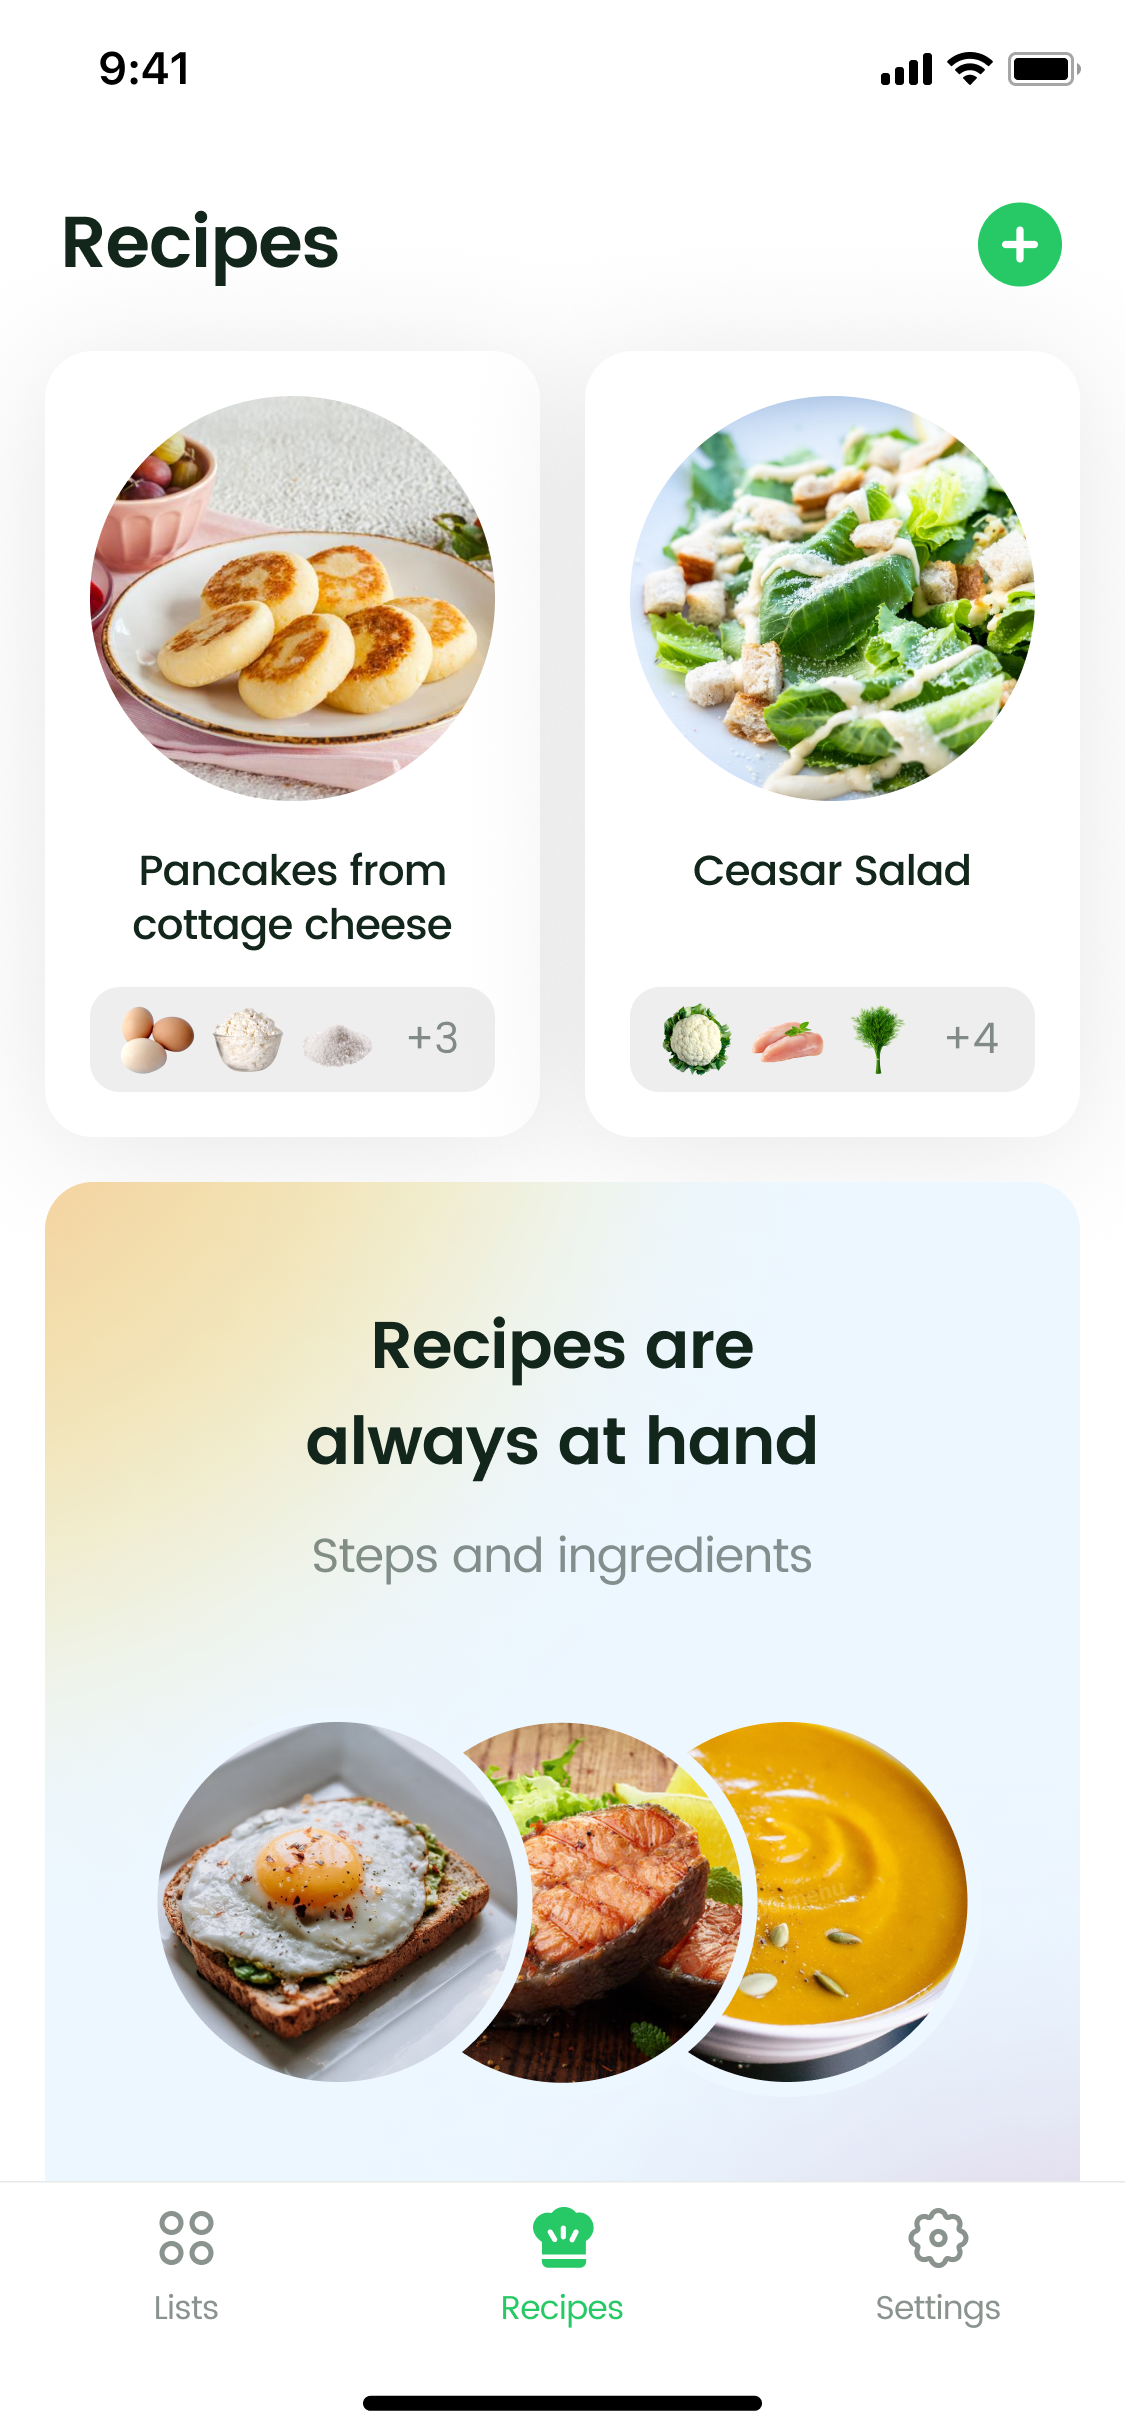 9:41
Recipes
Pancakes from
cottage cheese
Ceasar Salad
+3
+4
Recipes are
always at hand
Steps and ingredients
Lists
Recipes
Settings